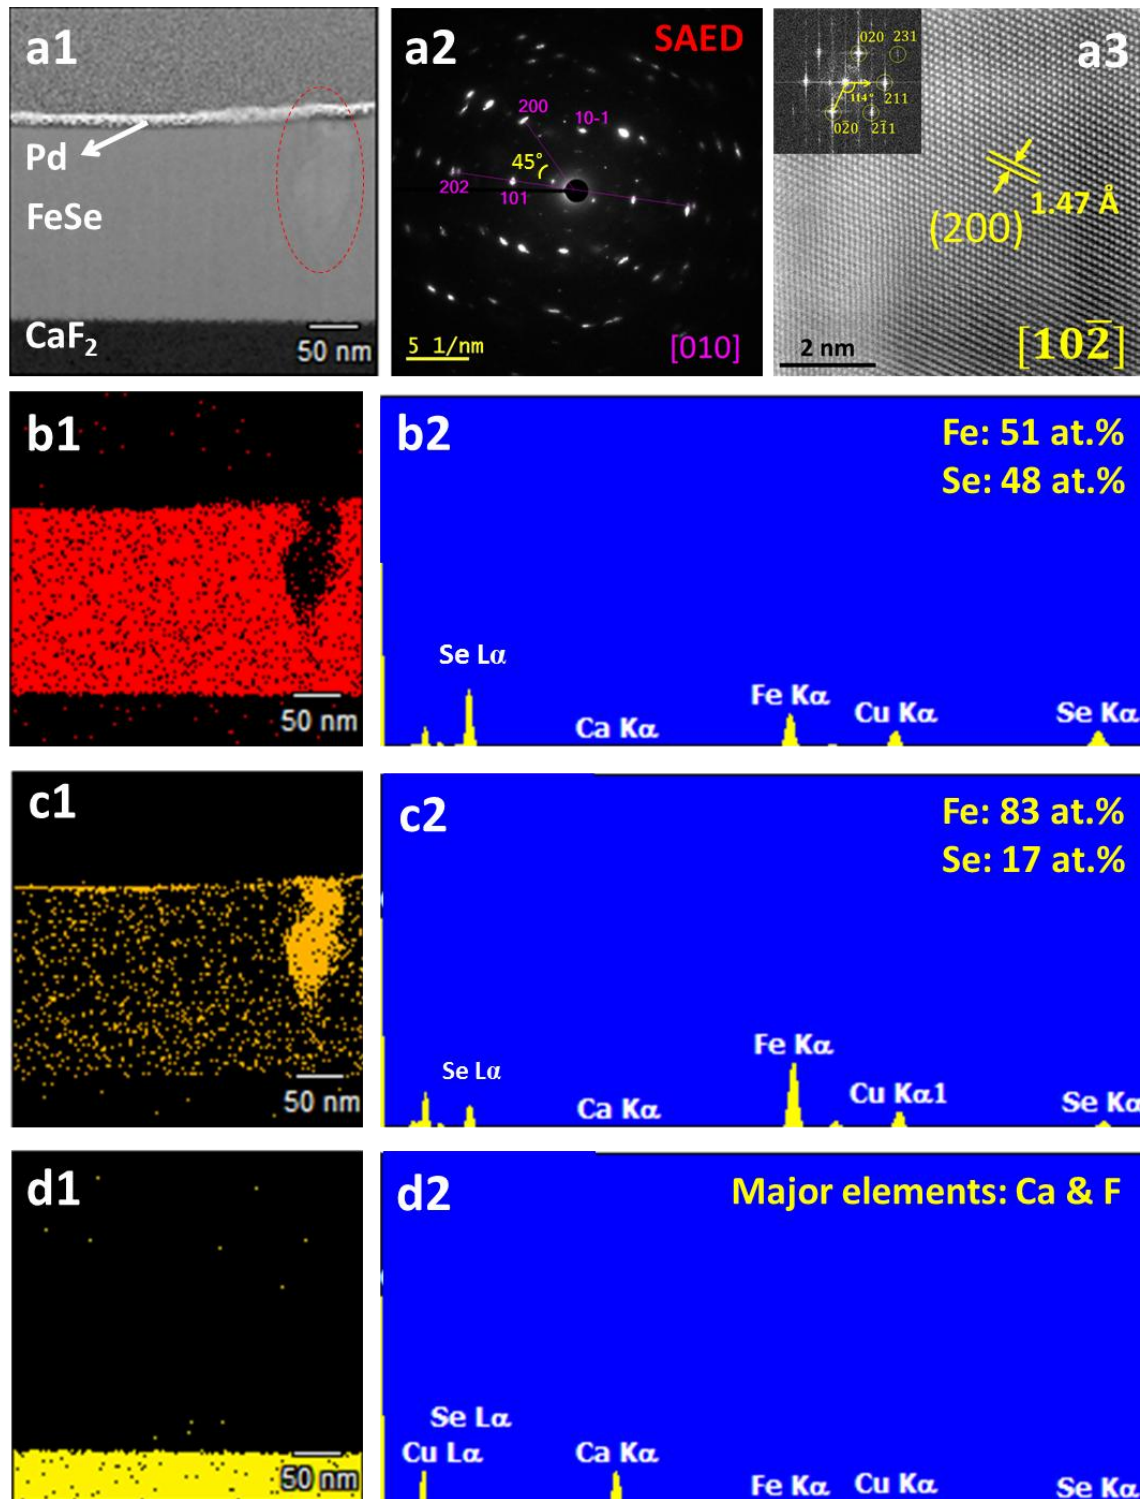 a1
Pd
FeSe
CaF₂
50 nm
a2
SAED
200
10-1
45°
202
101
5 1/nm
[010]
a3
020 231
114° 211
02̄0 21̄1
1.47 Å
(200)
2 nm
[102̄]
b1
50 nm
b2
Fe: 51 at.%
Se: 48 at.%
Se Lα
Ca Kα
Fe Kα
Cu Kα
Se Kα
c1
50 nm
c2
Fe: 83 at.%
Se: 17 at.%
Se Lα
Ca Kα
Fe Kα
Cu Kα1
Se Kα
d1
50 nm
d2
Major elements: Ca & F
Se Lα
Cu Lα
Ca Kα
Fe Kα
Cu Kα
Se Kα